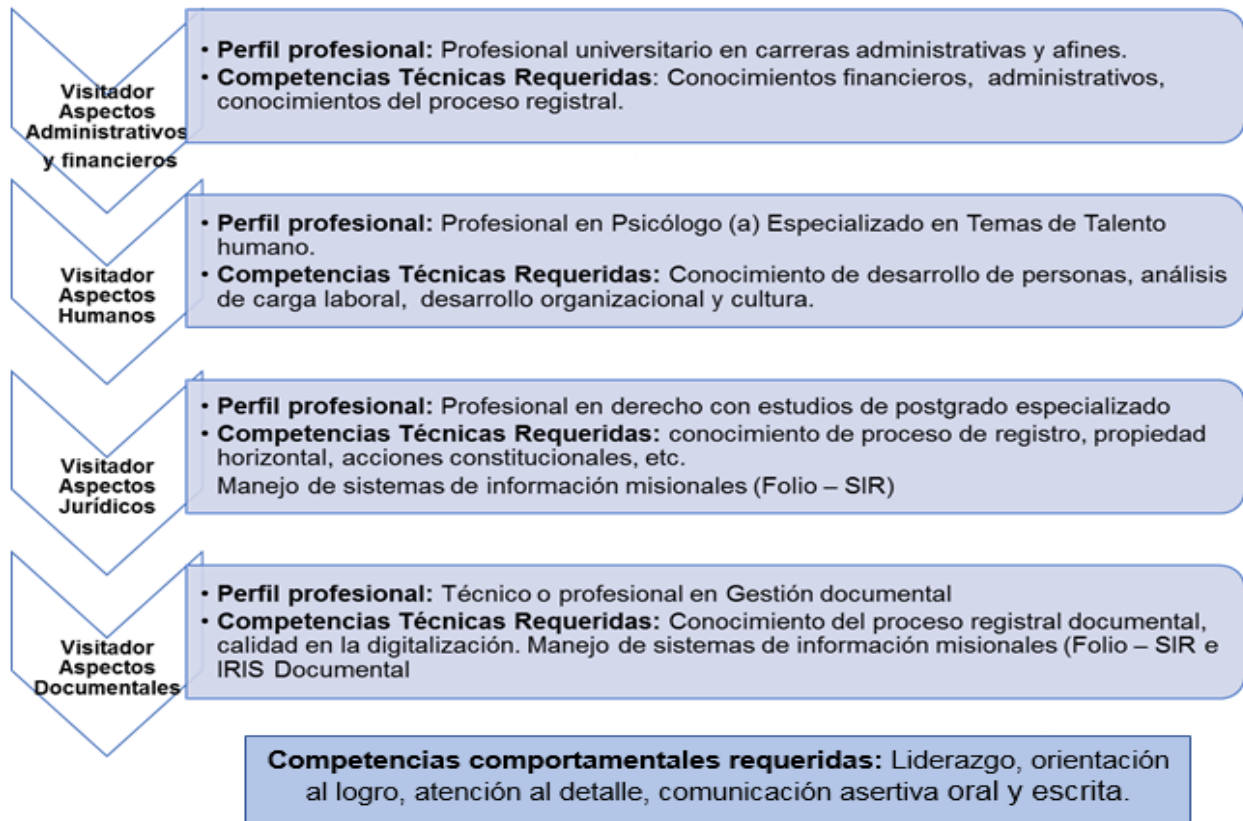 Visitador
Aspectos
Administrativos
y financieros
• Perfil profesional: Profesional universitario en carreras administrativas y afines.
• Competencias Técnicas Requeridas: Conocimientos financieros, administrativos,
conocimientos del proceso registral.
Visitador
Aspectos
Humanos
• Perfil profesional: Profesional en Psicólogo (a) Especializado en Temas de Talento
humano.
• Competencias Técnicas Requeridas: Conocimiento de desarrollo de personas, análisis
de carga laboral, desarrollo organizacional y cultura.
Visitador
Aspectos
Jurídicos
• Perfil profesional: Profesional en derecho con estudios de postgrado especializado
• Competencias Técnicas Requeridas: conocimiento de proceso de registro, propiedad
horizontal, acciones constitucionales, etc.
Manejo de sistemas de información misionales (Folio – SIR)
Visitador
Aspectos
Documentales
• Perfil profesional: Técnico o profesional en Gestión documental
• Competencias Técnicas Requeridas: Conocimiento del proceso registral documental,
calidad en la digitalización. Manejo de sistemas de información misionales (Folio – SIR e
IRIS Documental
Competencias comportamentales requeridas: Liderazgo, orientación
al logro, atención al detalle, comunicación asertiva oral y escrita.